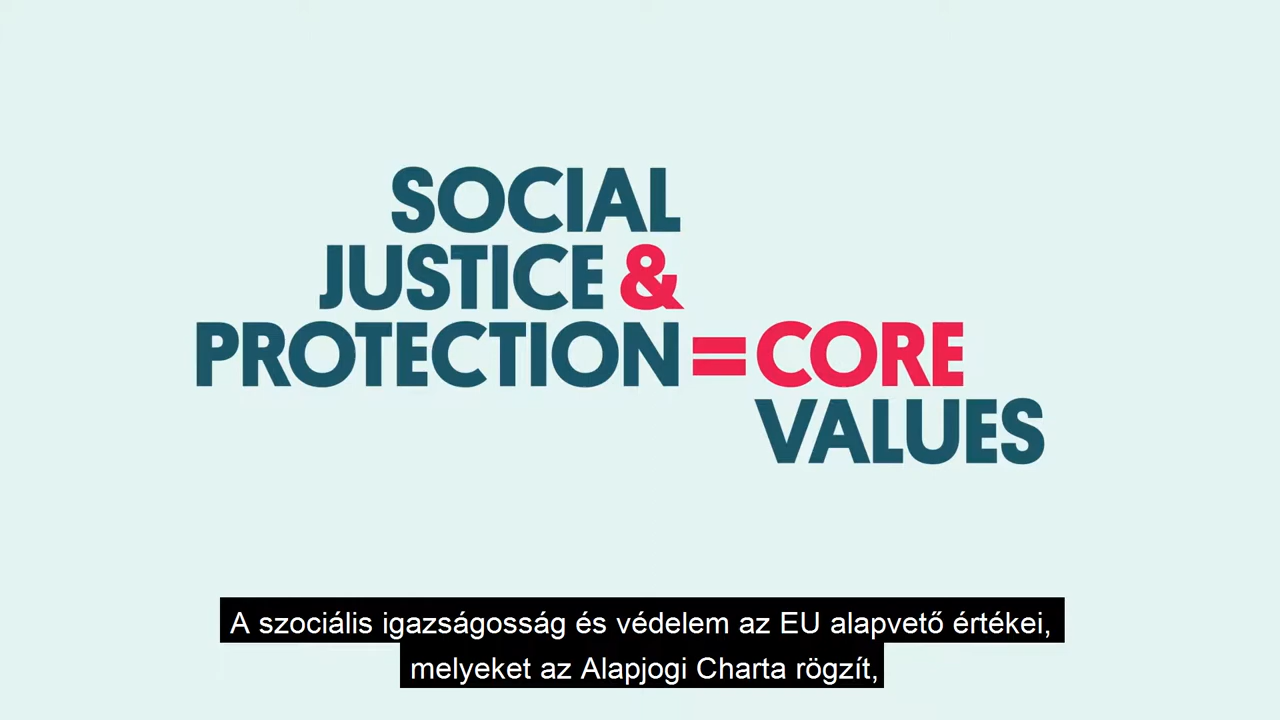 SOCIAL
JUSTICE &
PROTECTION = CORE
VALUES
A szociális igazságosság és védelem az EU alapvető értékei,
melyeket az Alapjogi Charta rögzít,